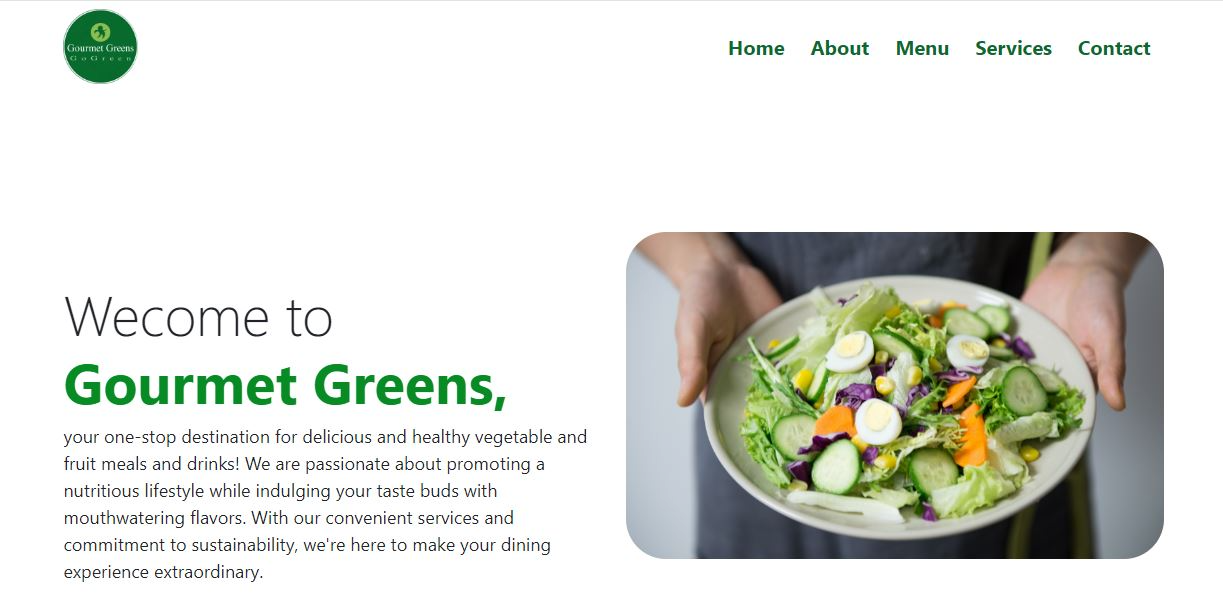 Gourmet Greens
GoGreen
Home About Menu Services Contact
Wecome to
Gourmet Greens,
your one-stop destination for delicious and healthy vegetable and
fruit meals and drinks! We are passionate about promoting a
nutritious lifestyle while indulging your taste buds with
mouthwatering flavors. With our convenient services and
commitment to sustainability, we're here to make your dining
experience extraordinary.